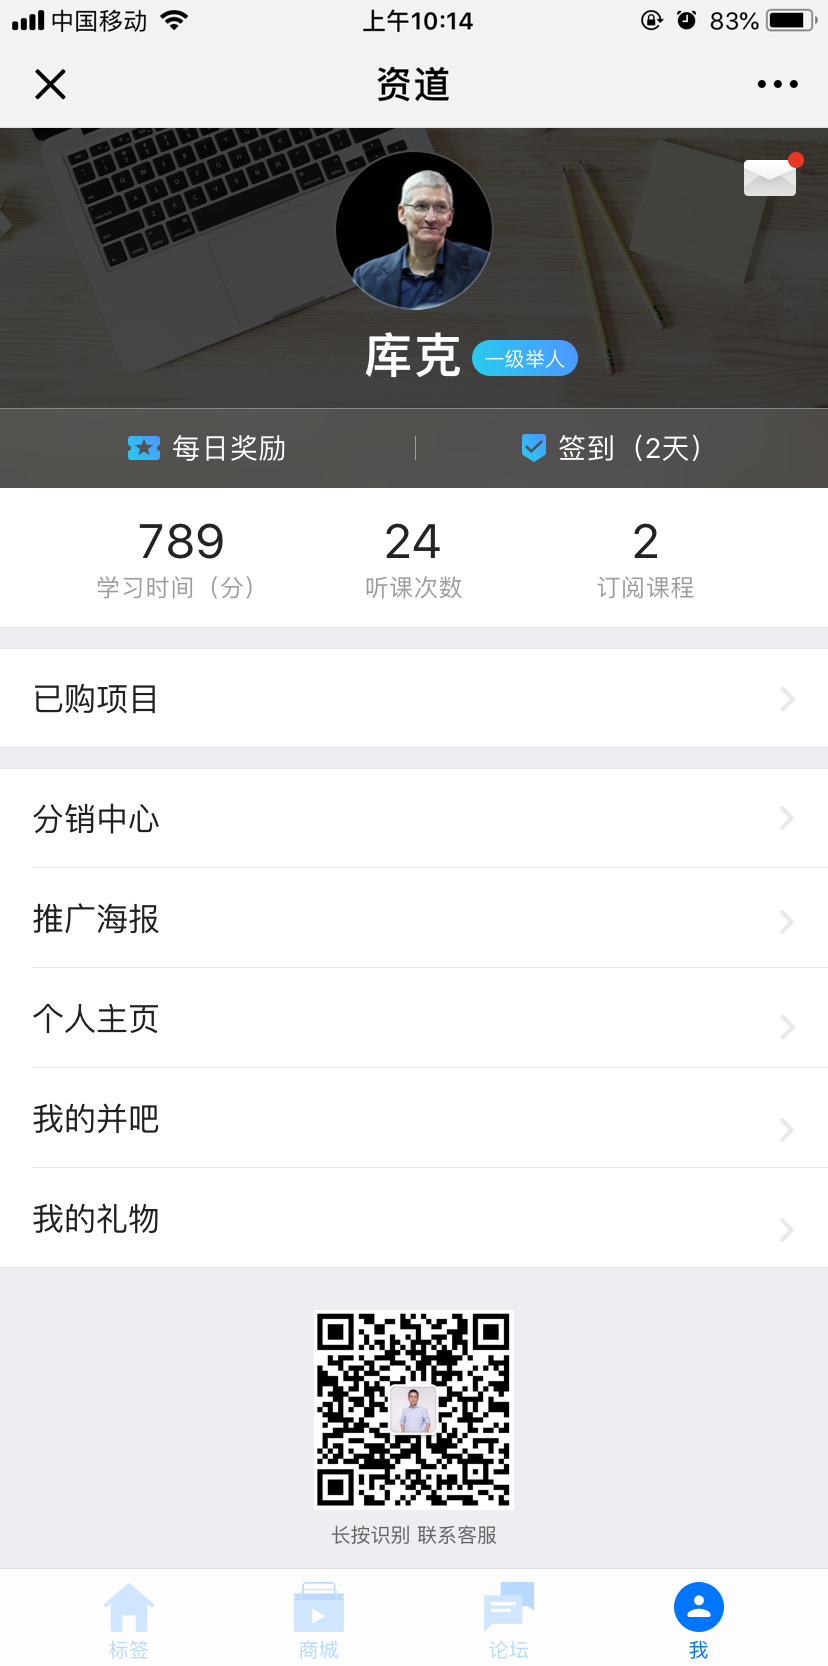 中国移动 上午10:14 83%
资道
库克 一级举人
每日奖励 签到（2天）
789 24 2
学习时间（分） 听课次数 订阅课程
已购项目
分销中心
推广海报
个人主页
我的并吧
我的礼物
长按识别 联系客服
标签 商城 论坛 我